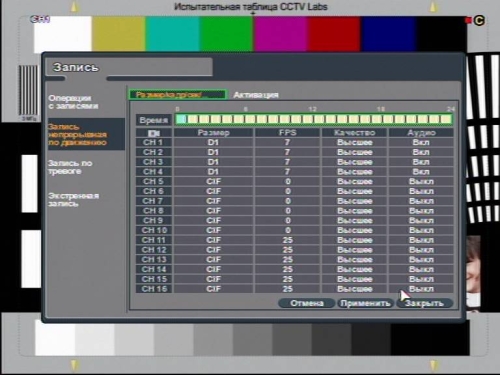 Испытательная таблица CCTV Labs
C
Запись
Операции
с записями
Запись
непрерывная
по движению
Запись по
тревоге
Экстренная
запись
Размер/кадр/сек/...
Активация
0 6 12 18 24
Время
Размер FPS Качество Аудио
CH 1 D1 7 Высшее Вкл
CH 2 D1 7 Высшее Вкл
CH 3 D1 7 Высшее Вкл
CH 4 D1 7 Высшее Вкл
CH 5 CIF 0 Высшее Выкл
CH 6 CIF 0 Высшее Выкл
CH 7 CIF 0 Высшее Выкл
CH 8 CIF 0 Высшее Выкл
CH 9 CIF 0 Высшее Выкл
CH 10 CIF 0 Высшее Выкл
CH 11 CIF 25 Высшее Выкл
CH 12 CIF 25 Высшее Выкл
CH 13 CIF 25 Высшее Выкл
CH 14 CIF 25 Высшее Выкл
CH 15 CIF 25 Высшее Выкл
CH 16 CIF 25 Высшее Выкл
Отмена Применить Закрыть